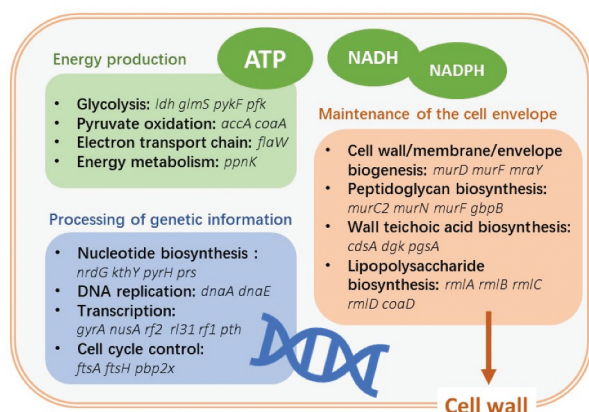 Energy production
ATP
NADH
NADPH
• Glycolysis: ldh glmS pykF pfk
• Pyruvate oxidation: accA coaA
• Electron transport chain: flaW
• Energy metabolism: ppnK
Maintenance of the cell envelope
• Cell wall/membrane/envelope
biogenesis: murD murF mraY
• Peptidoglycan biosynthesis:
murC2 murN murF gbpB
• Wall teichoic acid biosynthesis:
cdsA dgk pgsA
• Lipopolysaccharide
biosynthesis: rmlA rmlB rmlC
rmlD coaD
Processing of genetic information
• Nucleotide biosynthesis :
nrdG kthY pyrH prs
• DNA replication: dnaA dnaE
• Transcription:
gyrA nusA rf2 rl31 rf1 pth
• Cell cycle control:
ftsA ftsH pbp2x
Cell wall